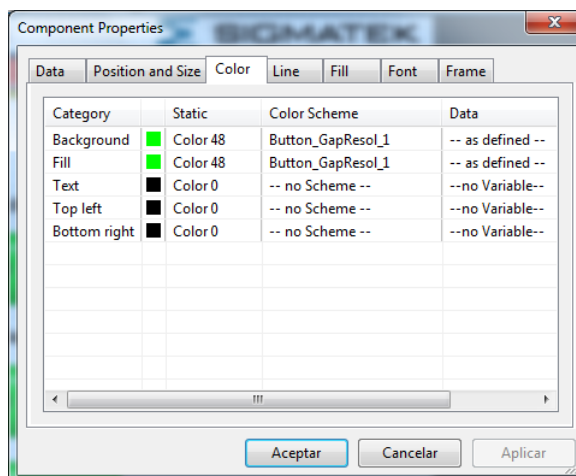 SIGMATEK
Component Properties
Data Position and Size Color Line Fill Font Frame
Category Static Color Scheme Data
Background Color 48 Button_GapResol_1 -- as defined --
Fill Color 48 Button_GapResol_1 -- as defined --
Text Color 0 -- no Scheme -- --no Variable--
Top left Color 0 -- no Scheme -- --no Variable--
Bottom right Color 0 -- no Scheme -- --no Variable--
Aceptar Cancelar Aplicar